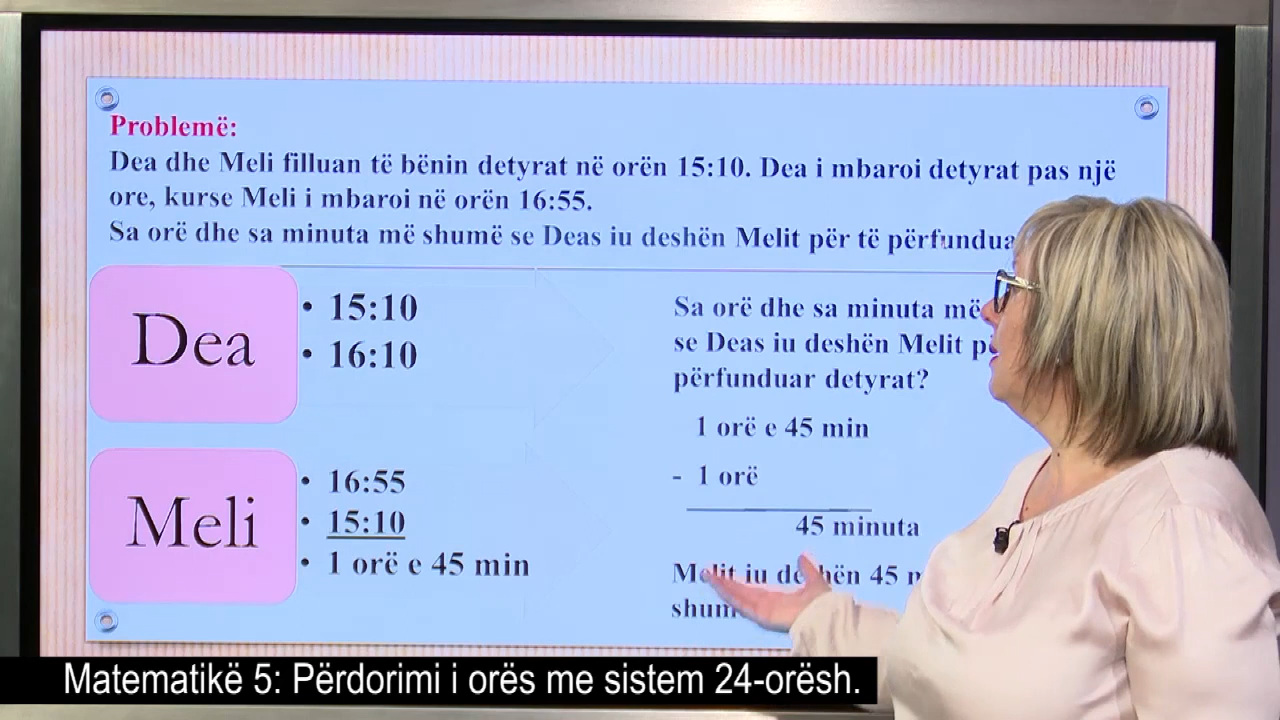 Problemë:
Dea dhe Meli filluan të bënin detyrat në orën 15:10. Dea i mbaroi detyrat pas një
ore, kurse Meli i mbaroi në orën 16:55.
Sa orë dhe sa minuta më shumë se Deas iu deshën Melit për të
Dea
• 15:10
• 16:10
Meli
• 16:55
• 15:10
• 1 orë e 45 min
Sa orë dhe sa minuta më
se Deas iu deshën Melit
përfunduar detyrat?
1 orë e 45 min
- 1 orë
45 minuta
Melit iu deshën 45
Matematikë 5: Përdorimi i orës me sistem 24-orësh.